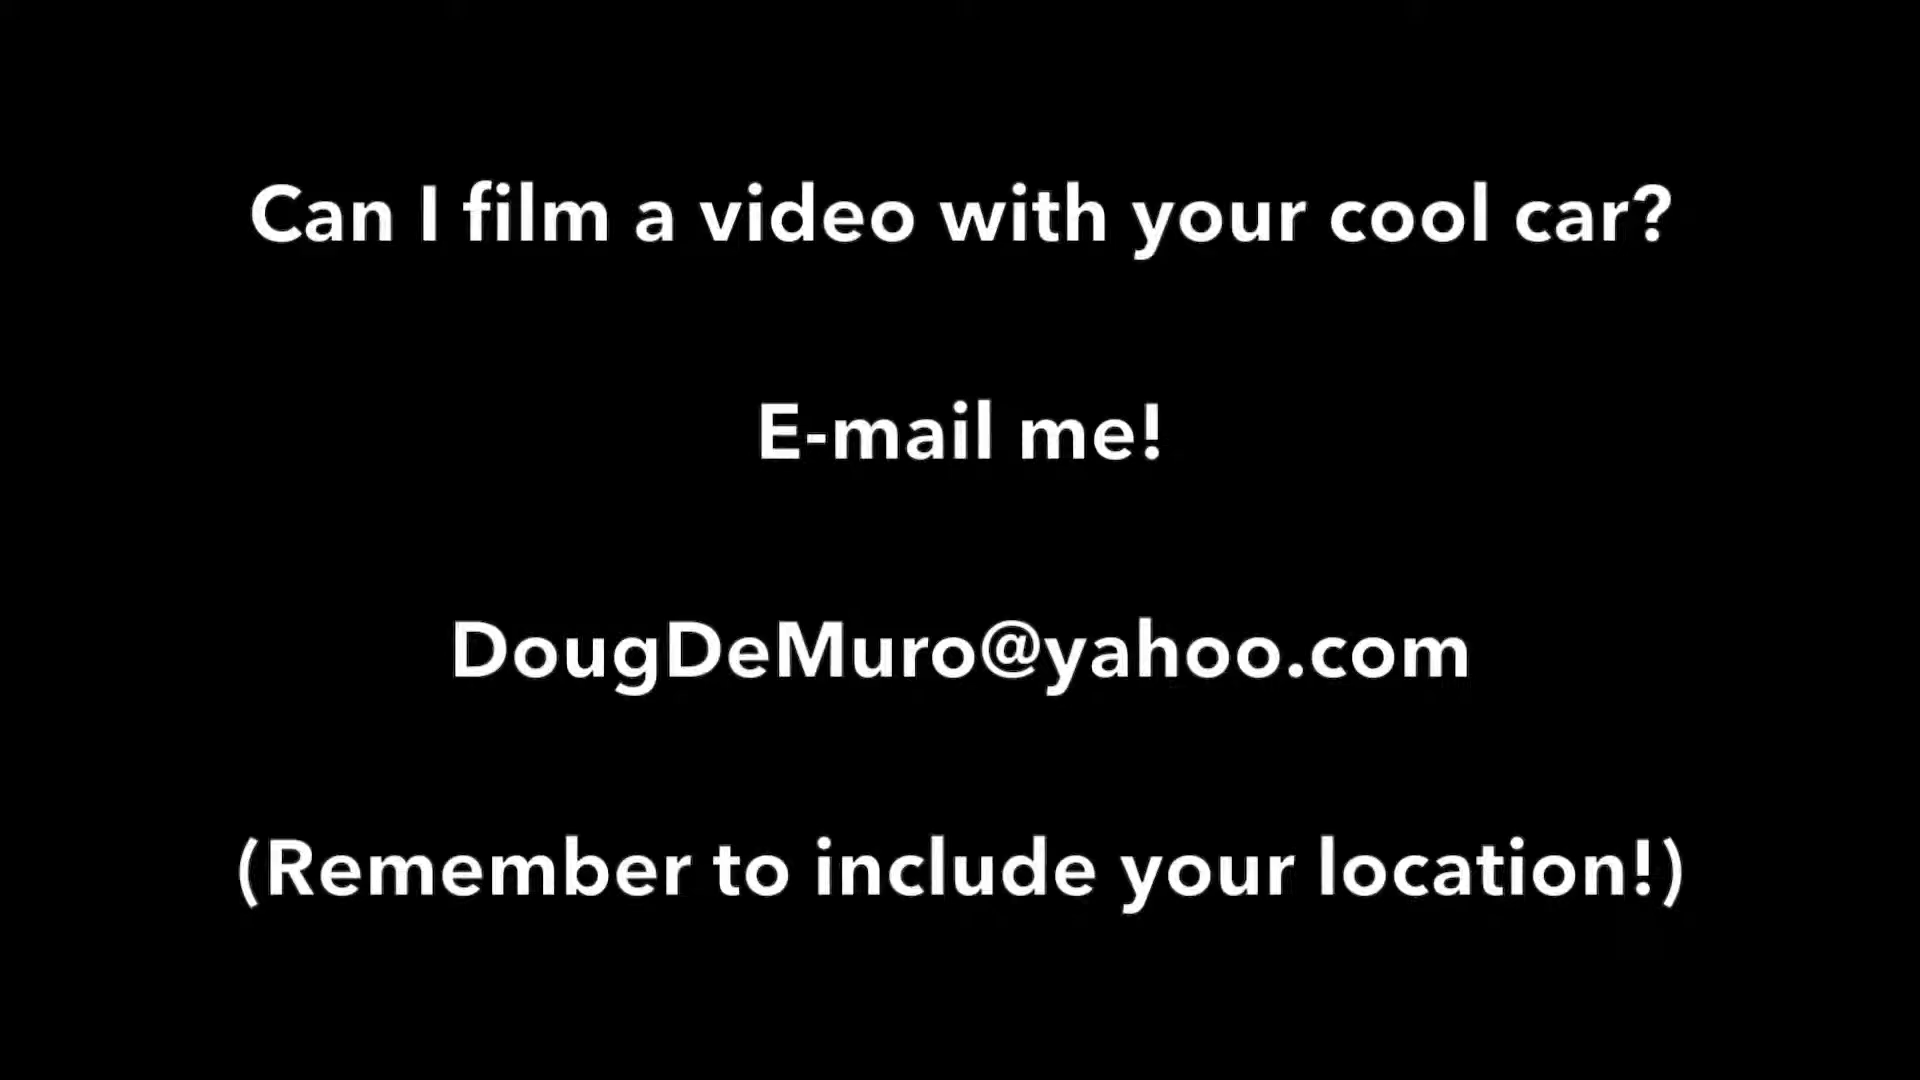 Can I film a video with your cool car?
E-mail me!
DougDeMuro@yahoo.com
(Remember to include your location!)